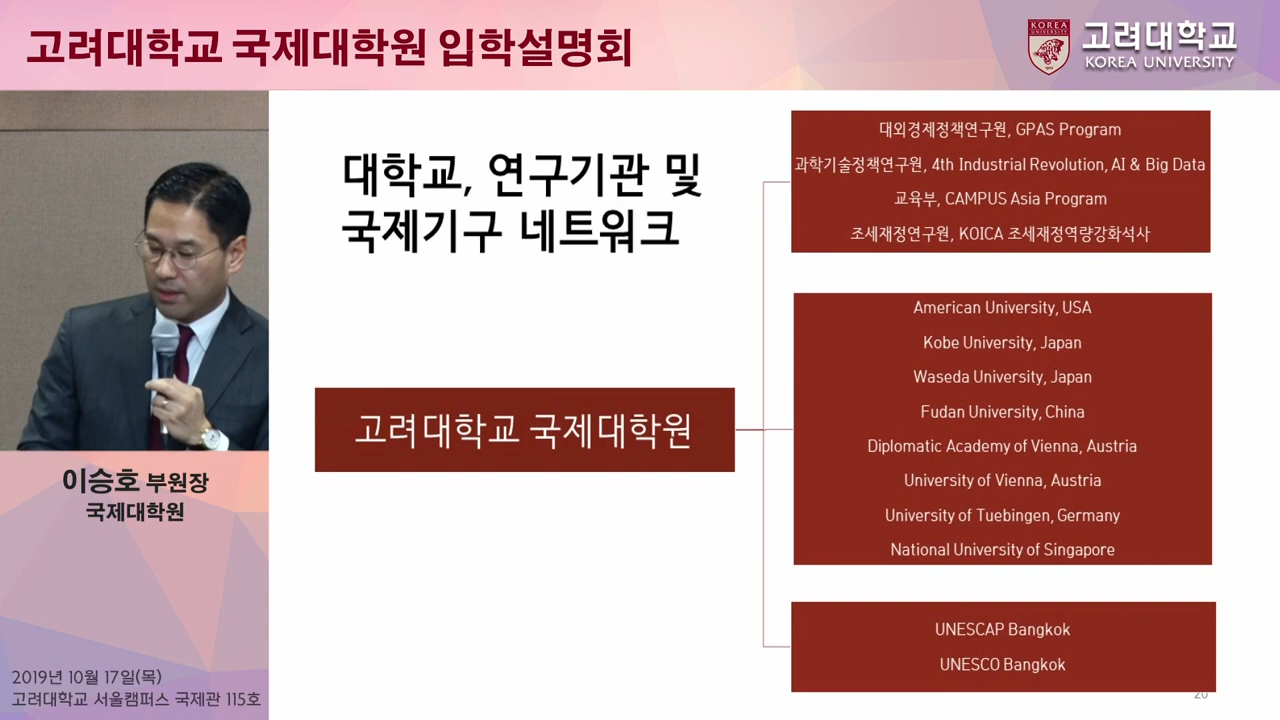 고려대학교 국제대학원 입학설명회
KOREA
UNIVERSITY
고려대학교
KOREA UNIVERSITY
이승호 부원장
국제대학원
2019년 10월 17일(목)
고려대학교 서울캠퍼스 국제관 115호
대학교, 연구기관 및
국제기구 네트워크
고려대학교 국제대학원
대외경제정책연구원, GPAS Program
과학기술정책연구원, 4th Industrial Revolution, AI & Big Data
교육부, CAMPUS Asia Program
조세재정연구원, KOICA 조세재정역량강화석사
American University, USA
Kobe University, Japan
Waseda University, Japan
Fudan University, China
Diplomatic Academy of Vienna, Austria
University of Vienna, Austria
University of Tuebingen, Germany
National University of Singapore
UNESCAP Bangkok
UNESCO Bangkok
20